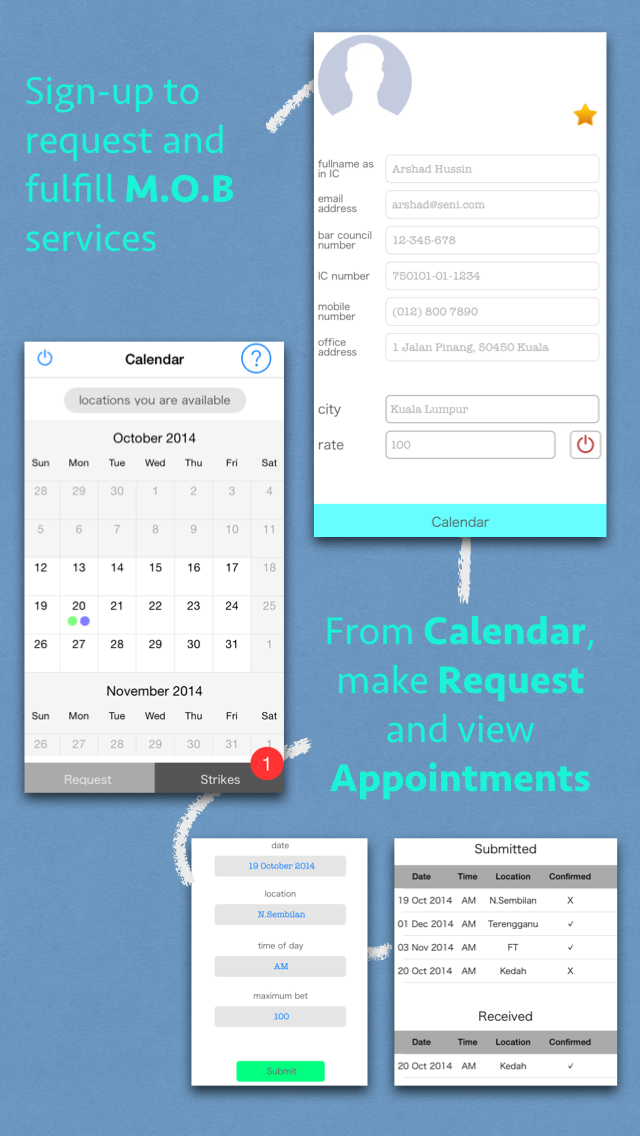 Sign-up to
request and
fulfill M.O.B
services
fullname as
in IC
Arshad Hussin
email
address
arshad@seni.com
bar council
number
12-345-678
IC number
750101-01-1234
mobile
number
(012) 800 7890
office
address
1 Jalan Pinang, 50450 Kuala
city
Kuala Lumpur
rate
100
Calendar
Calendar
?
locations you are available
October 2014
Sun Mon Tue Wed Thu Fri Sat
28 29 30 1 2 3 4
5 6 7 8 9 10 11
12 13 14 15 16 17 18
19 20 21 22 23 24 25
26 27 28 29 30 31 1
November 2014
Sun Mon Tue Wed Thu Fri Sat
26 27 28 29 30 31 1
1
Request Strikes
From Calendar,
make Request
and view
Appointments
date
19 October 2014
location
N.Sembilan
time of day
AM
maximum bet
100
Submit
Submitted
Date Time Location Confirmed
19 Oct 2014 AM N.Sembilan X
01 Dec 2014 AM Terengganu ✓
03 Nov 2014 AM FT ✓
20 Oct 2014 AM Kedah X
Received
Date Time Location Confirmed
20 Oct 2014 AM Kedah ✓